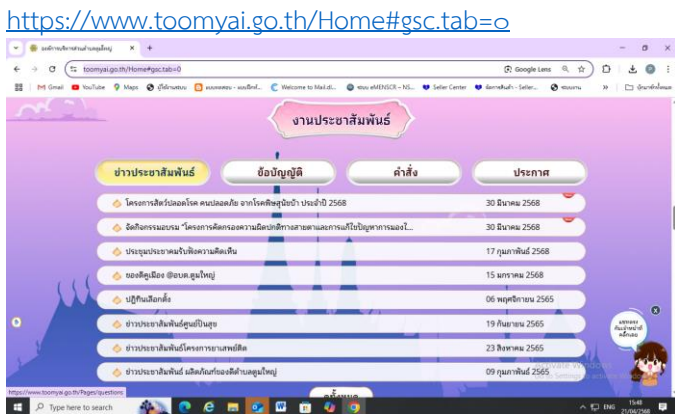 https://www.toomyai.go.th/Home#gsc.tab=0
toomyai.go.th/Home#gsc.tab=0
Google Lens
M Gmail
YouTube
Maps
Welcome to Mail.di...
ระบบ eMENSCR – NS...
Seller Center
งานประชาสัมพันธ์
ข่าวประชาสัมพันธ์
ข้อบัญญัติ
คำสั่ง
ประกาศ
โครงการสัตว์ปลอดโรค คนปลอดภัย จากโรคพิษสุนัขบ้า ประจำปี 2568
30 มีนาคม 2568
จัดกิจกรรมอบรม "โครงการคัดกรองความผิดปกติทางสายตาและการแก้ไขปัญหาการมองไ...
30 มีนาคม 2568
ประชุมประชาคมรับฟังความคิดเห็น
17 กุมภาพันธ์ 2568
ของดีคูเมือง @อบต.ตูมใหญ่
15 มกราคม 2568
ปฏิทินเลือกตั้ง
06 พฤศจิกายน 2565
ข่าวประชาสัมพันธ์ศูนย์ปันสุข
19 กันยายน 2565
ข่าวประชาสัมพันธ์โครงการยาเสพย์ติด
23 สิงหาคม 2565
ข่าวประชาสัมพันธ์ ผลิตภัณฑ์ของดีตำบลตูมใหญ่
09 กุมภาพันธ์ 2565
ดูทั้งหมด
Activate Windows
https://www.toomyai.go.th/Pages/questions
Type here to search
ENG
15:48
21/04/2568